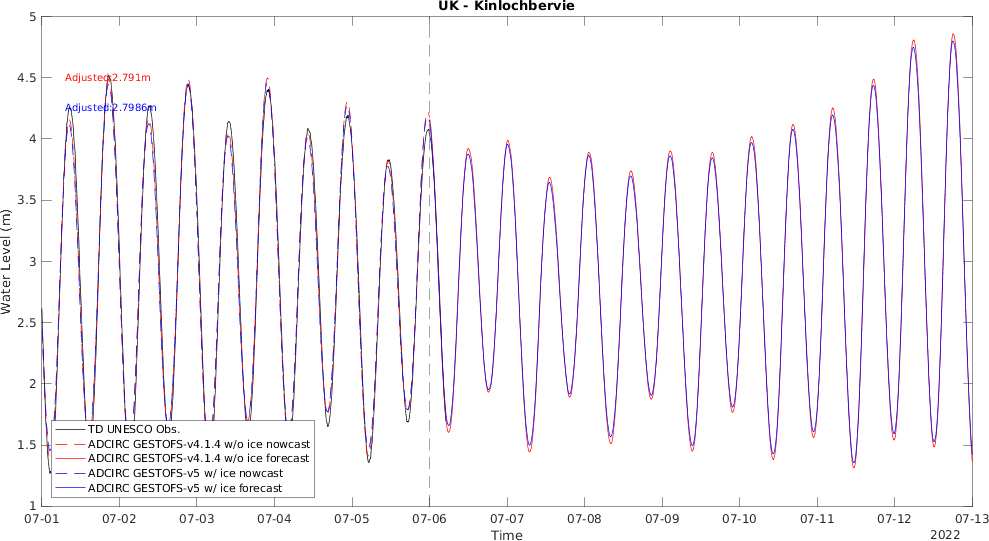 UK - Kinlochbervie
5
4.5
4
3.5
3
2.5
2
1.5
1
Water Level (m)
Adjusted:2.791m
Adjusted:2.7986m
TD UNESCO Obs.
ADCIRC GESTOFS-v4.1.4 w/o ice nowcast
ADCIRC GESTOFS-v4.1.4 w/o ice forecast
ADCIRC GESTOFS-v5 w/ ice nowcast
ADCIRC GESTOFS-v5 w/ ice forecast
07-01 07-02 07-03 07-04 07-05 07-06 07-07 07-08 07-09 07-10 07-11 07-12 07-13
Time
2022